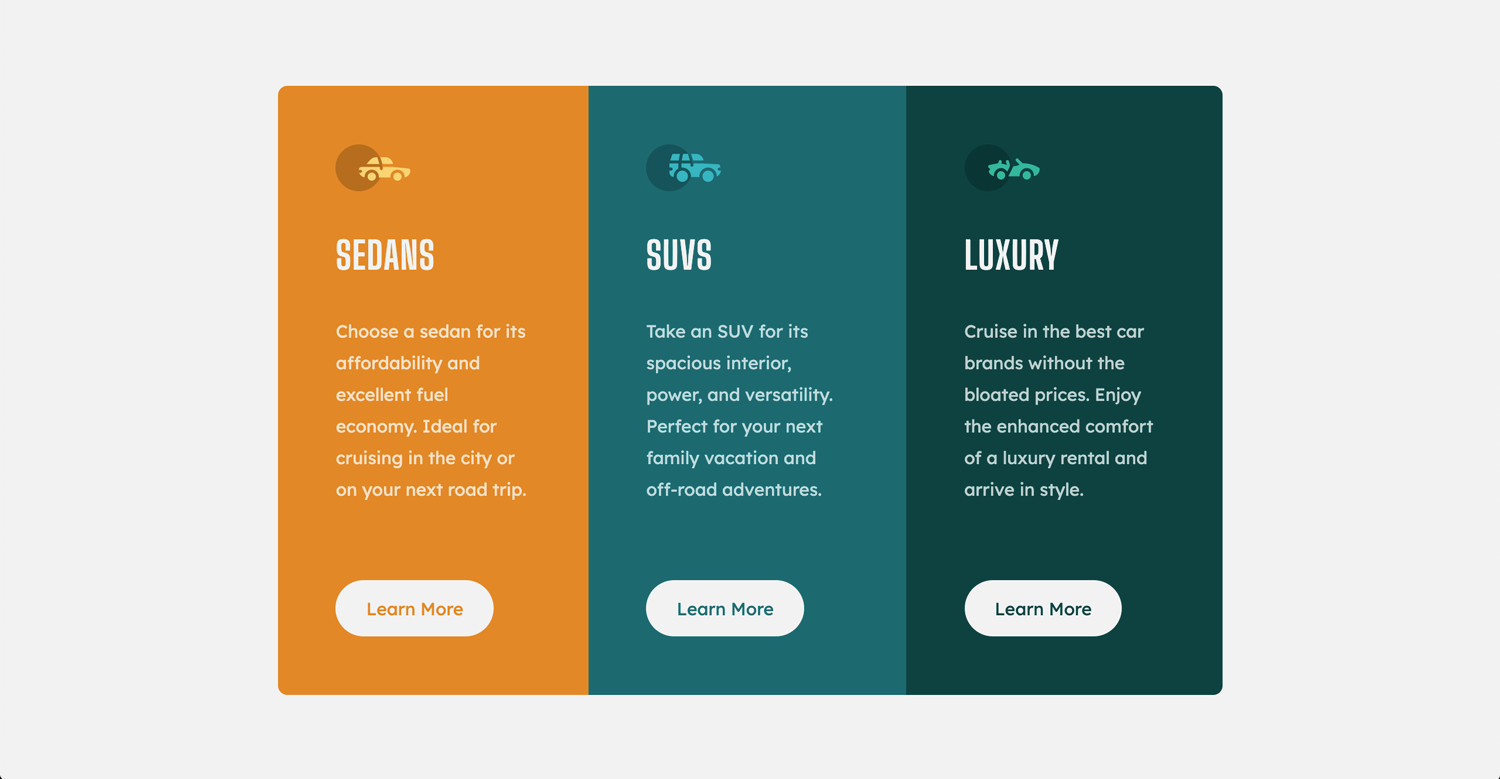 SEDANS
Choose a sedan for its
affordability and
excellent fuel
economy. Ideal for
cruising in the city or
on your next road trip.
Learn More
SUVS
Take an SUV for its
spacious interior,
power, and versatility.
Perfect for your next
family vacation and
off-road adventures.
Learn More
LUXURY
Cruise in the best car
brands without the
bloated prices. Enjoy
the enhanced comfort
of a luxury rental and
arrive in style.
Learn More